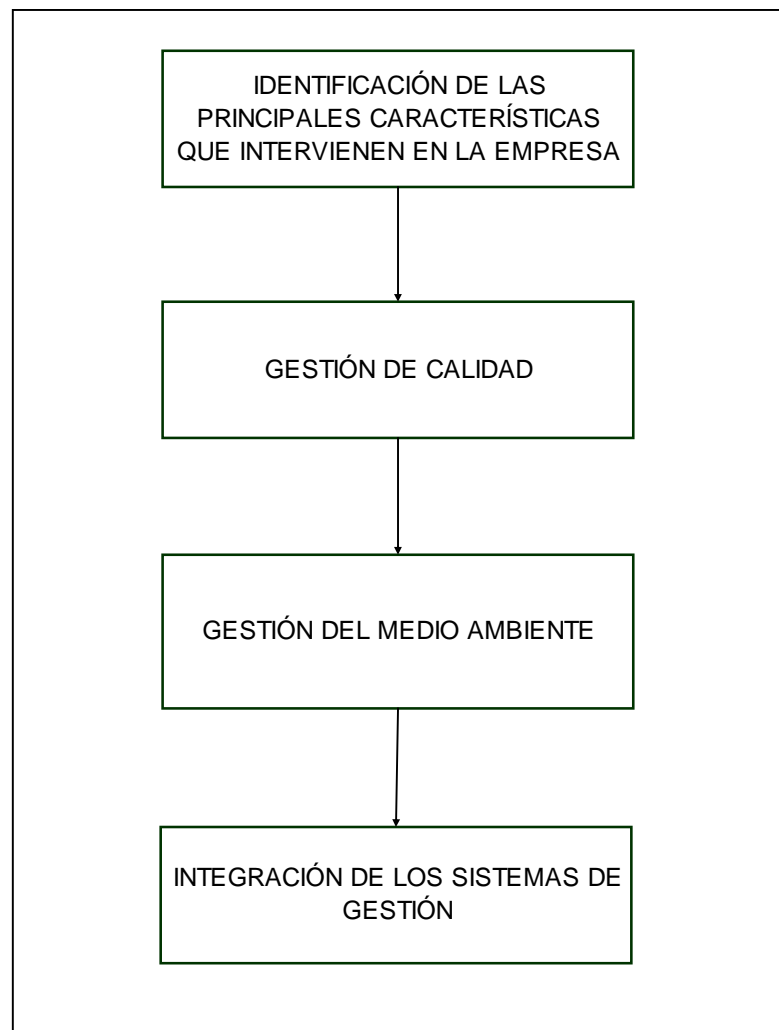 IDENTIFICACIÓN DE LAS
PRINCIPALES CARACTERÍSTICAS
QUE INTERVIENEN EN LA EMPRESA
GESTIÓN DE CALIDAD
GESTIÓN DEL MEDIO AMBIENTE
INTEGRACIÓN DE LOS SISTEMAS DE
GESTIÓN